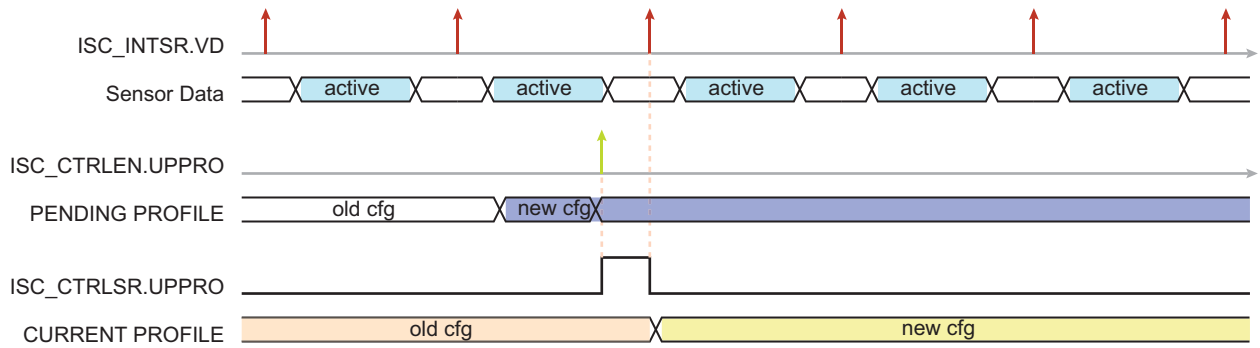 ISC_INTSR.VD
Sensor Data active active active active active
ISC_CTRLEN.UPPRO
PENDING PROFILE old cfg new cfg
ISC_CTRLSR.UPPRO
CURRENT PROFILE old cfg new cfg